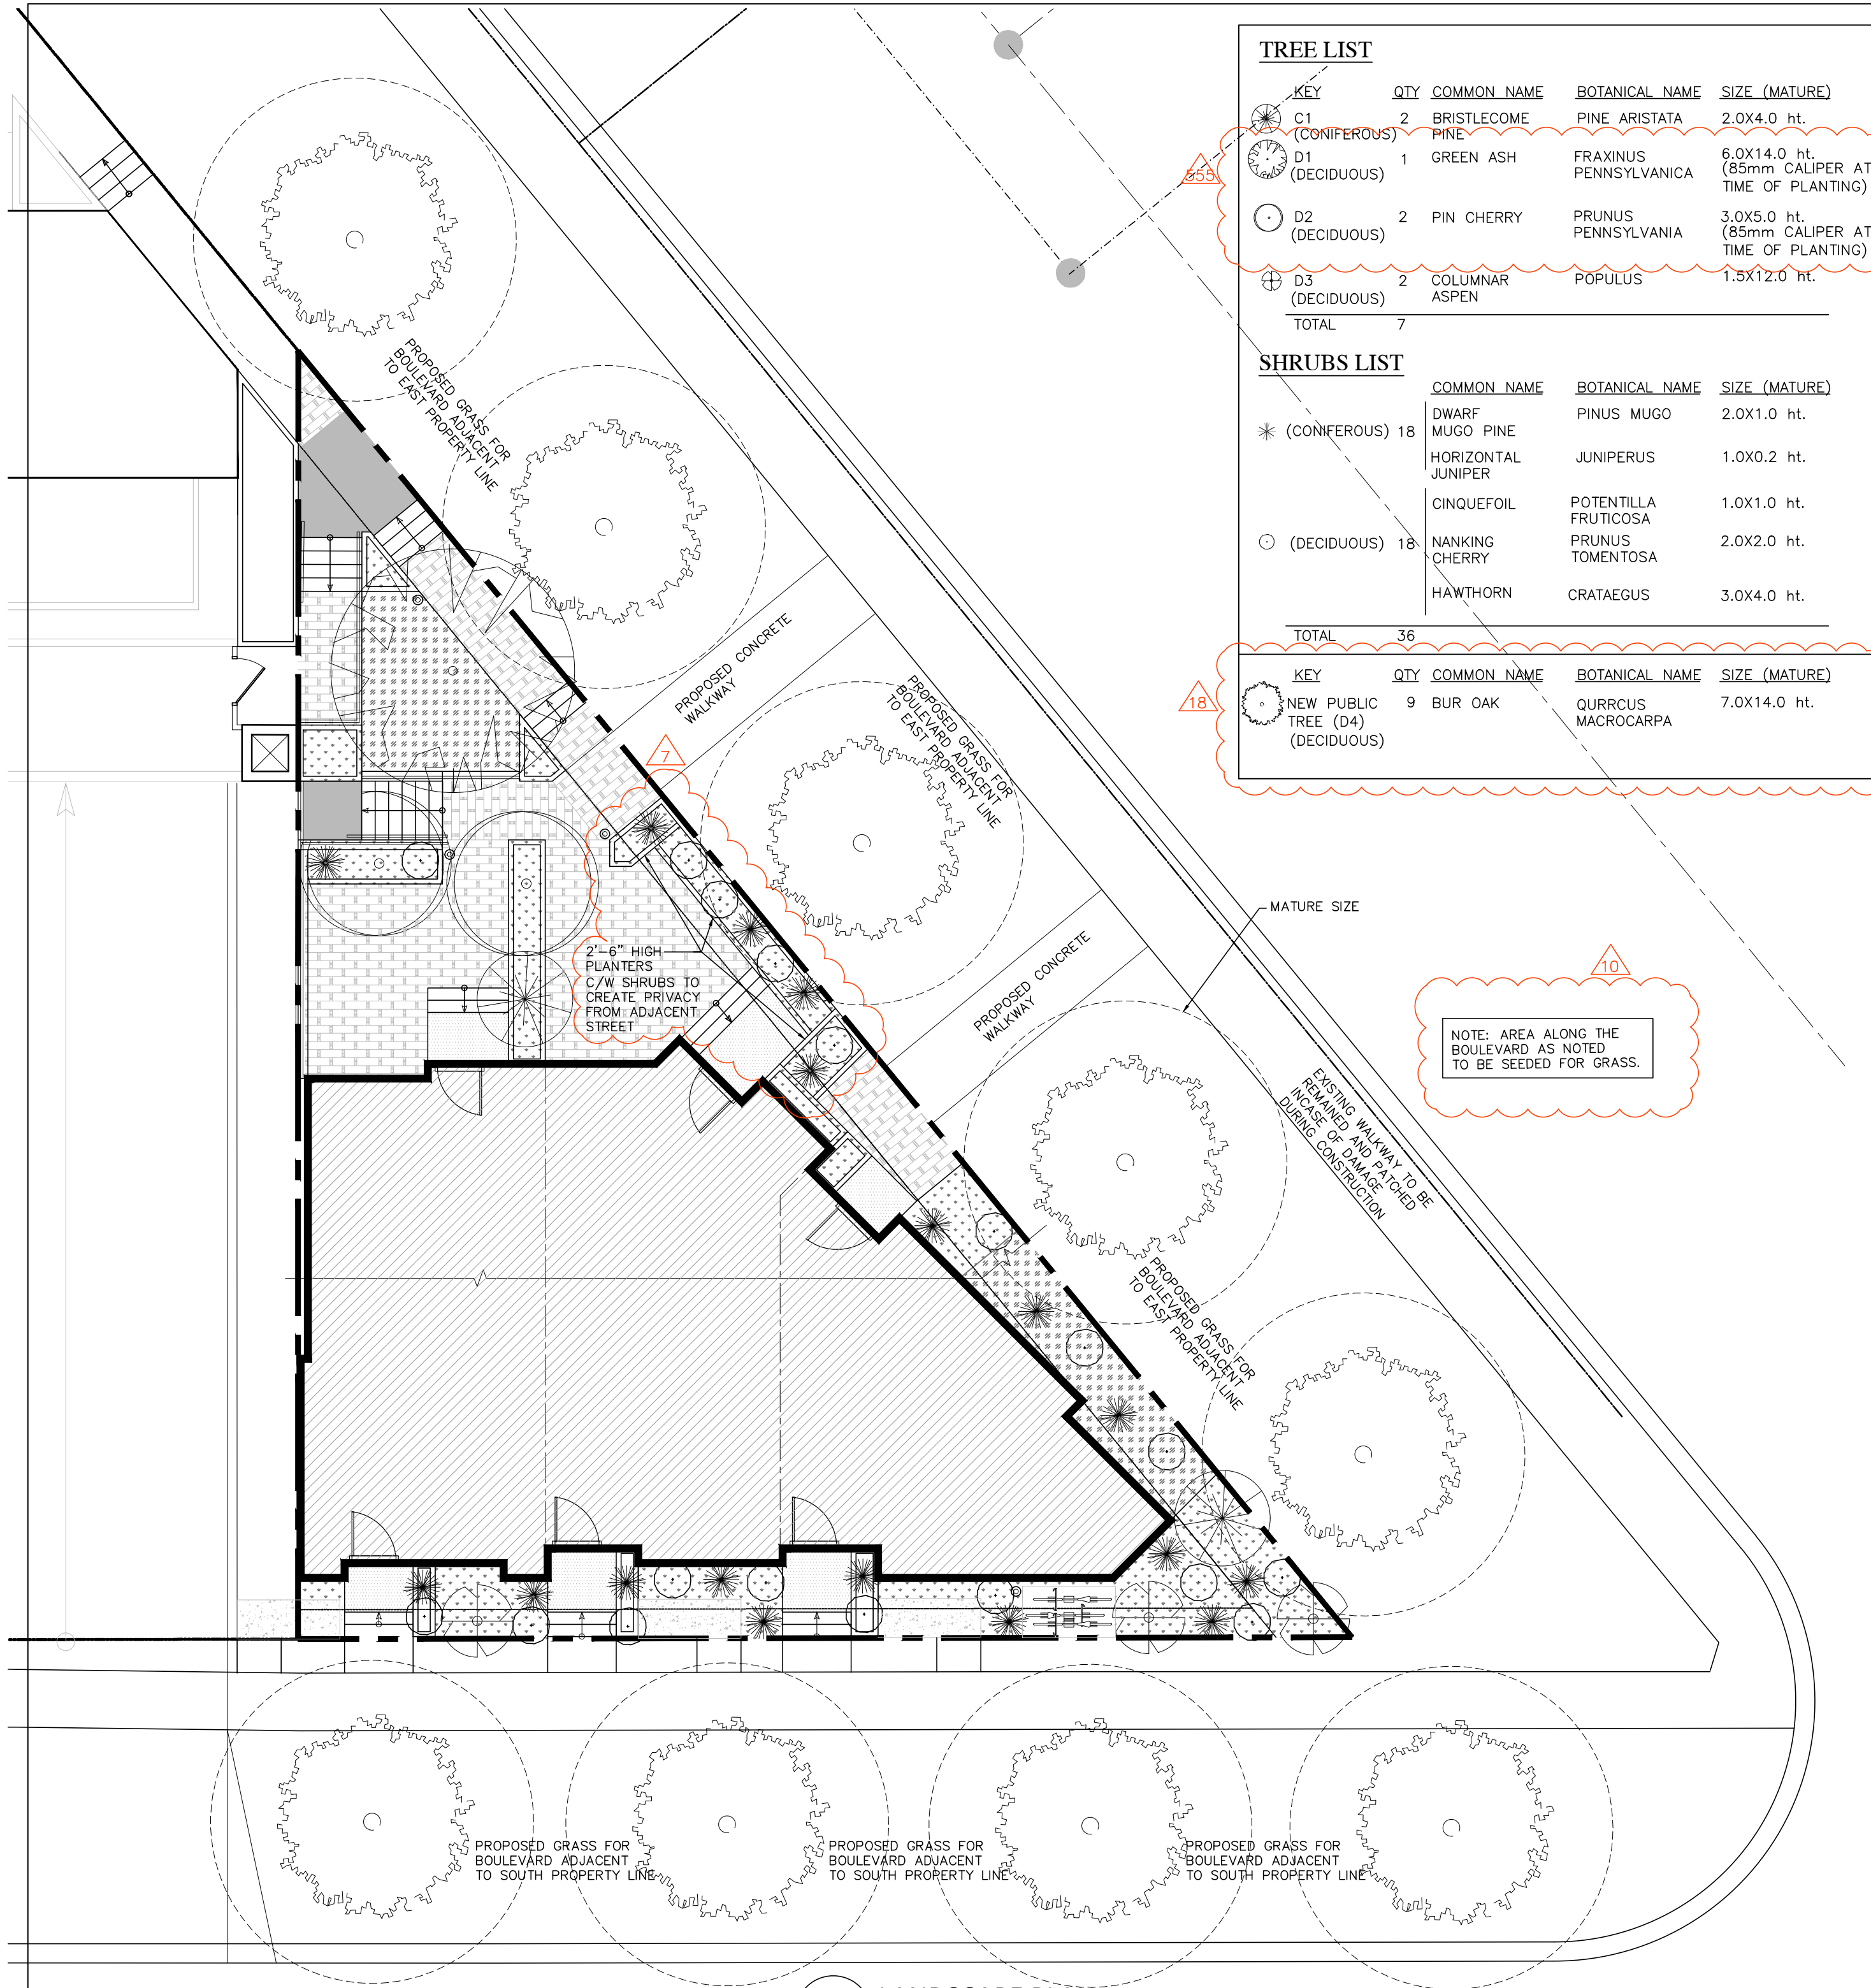 TREE LIST
KEY QTY COMMON NAME BOTANICAL NAME SIZE (MATURE)
C1 2 BRISTLECOME PINE ARISTATA 2.0X4.0 ht.
(CONIFEROUS) PINE
D1 1 GREEN ASH FRAXINUS 6.0X14.0 ht.
(DECIDUOUS) PENNSYLVANICA (85mm CALIPER AT
TIME OF PLANTING)
D2 2 PIN CHERRY PRUNUS 3.0X5.0 ht.
(DECIDUOUS) PENNSYLVANIA (85mm CALIPER AT
TIME OF PLANTING)
D3 2 COLUMNAR POPULUS 1.5X12.0 ht.
(DECIDUOUS) ASPEN
TOTAL 7
555
SHRUBS LIST
COMMON NAME BOTANICAL NAME SIZE (MATURE)
DWARF PINUS MUGO 2.0X1.0 ht.
(CONIFEROUS) 18 MUGO PINE
HORIZONTAL JUNIPERUS 1.0X0.2 ht.
JUNIPER
CINQUEFOIL POTENTILLA 1.0X1.0 ht.
FRUTICOSA
(DECIDUOUS) 18 NANKING PRUNUS 2.0X2.0 ht.
CHERRY TOMENTOSA
HAWTHORN CRATAEGUS 3.0X4.0 ht.
TOTAL 36
KEY QTY COMMON NAME BOTANICAL NAME SIZE (MATURE)
18
NEW PUBLIC 9 BUR OAK QURRCUS 7.0X14.0 ht.
TREE (D4) MACROCARPA
(DECIDUOUS)
PROPOSED GRASS FOR
BOULEVARD ADJACENT
TO EAST PROPERTY LINE
PROPOSED CONCRETE
WALKWAY
PROPOSED GRASS FOR
BOULEVARD ADJACENT
TO EAST PROPERTY LINE
7
2'-6" HIGH
PLANTERS
C/W SHRUBS TO
CREATE PRIVACY
FROM ADJACENT
STREET
PROPOSED CONCRETE
WALKWAY
MATURE SIZE
10
NOTE: AREA ALONG THE
BOULEVARD AS NOTED
TO BE SEEDED FOR GRASS.
EXISTING WALKWAY TO BE
REMAINED AND PATCHED
INCASE OF DAMAGE
DURING CONSTRUCTION
PROPOSED GRASS FOR
BOULEVARD ADJACENT
TO EAST PROPERTY LINE
PROPOSED GRASS FOR
BOULEVARD ADJACENT
TO SOUTH PROPERTY LINE
PROPOSED GRASS FOR
BOULEVARD ADJACENT
TO SOUTH PROPERTY LINE
PROPOSED GRASS FOR
BOULEVARD ADJACENT
TO SOUTH PROPERTY LINE